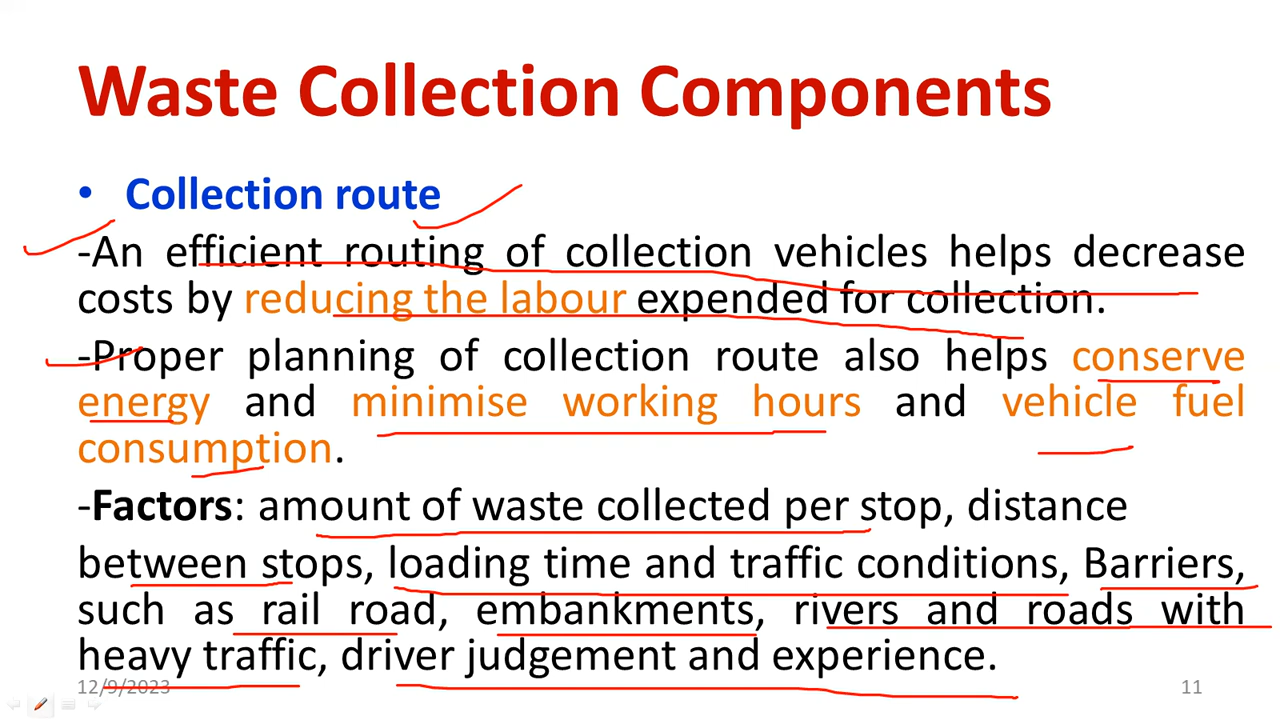 Waste Collection Components
• Collection route
-An efficient routing of collection vehicles helps decrease
costs by reducing the labour expended for collection.
-Proper planning of collection route also helps conserve
energy and minimise working hours and vehicle fuel
consumption.
-Factors: amount of waste collected per stop, distance
between stops, loading time and traffic conditions, Barriers,
such as rail road, embankments, rivers and roads with
heavy traffic, driver judgement and experience.
12/9/2023 11